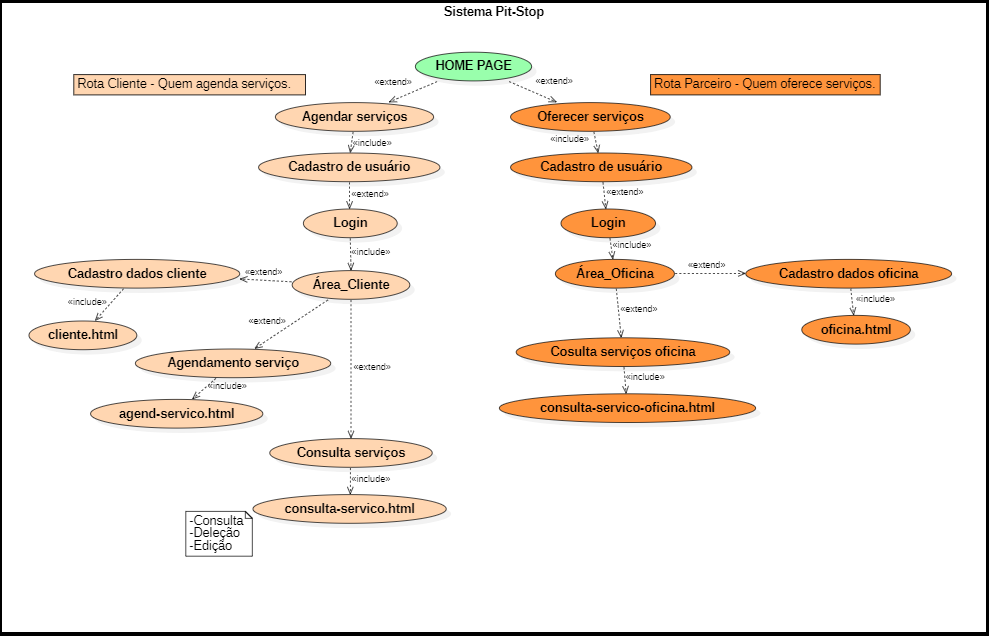 Sistema Pit-Stop
HOME PAGE
«extend»
«extend»
Rota Cliente - Quem agenda serviços.
Rota Parceiro - Quem oferece serviços.
Agendar serviços
Oferecer serviços
«include»
«include»
Cadastro de usuário
Cadastro de usuário
«extend»
«extend»
Login
Login
«include»
«include»
Cadastro dados cliente
«extend»
Área_Cliente
Área_Oficina
«extend»
Cadastro dados oficina
«include»
«include»
cliente.html
«extend»
«extend»
oficina.html
Agendamento serviço
«extend»
Cosulta serviços oficina
«include»
«include»
agend-servico.html
consulta-servico-oficina.html
Consulta serviços
«include»
consulta-servico.html
-Consulta
-Deleção
-Edição